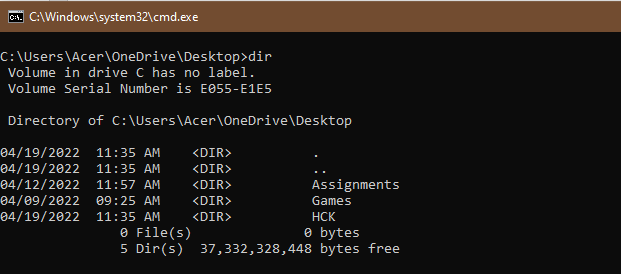 C:\Windows\system32\cmd.exe
C:\Users\Acer\OneDrive\Desktop>dir
Volume in drive C has no label.
Volume Serial Number is E055-E1E5
Directory of C:\Users\Acer\OneDrive\Desktop
04/19/2022  11:35 AM    <DIR>          .
04/19/2022  11:35 AM    <DIR>          ..
04/12/2022  11:57 AM    <DIR>          Assignments
04/09/2022  09:25 AM    <DIR>          Games
04/19/2022  11:35 AM    <DIR>          HCK
0 File(s)              0 bytes
5 Dir(s)  37,332,328,448 bytes free